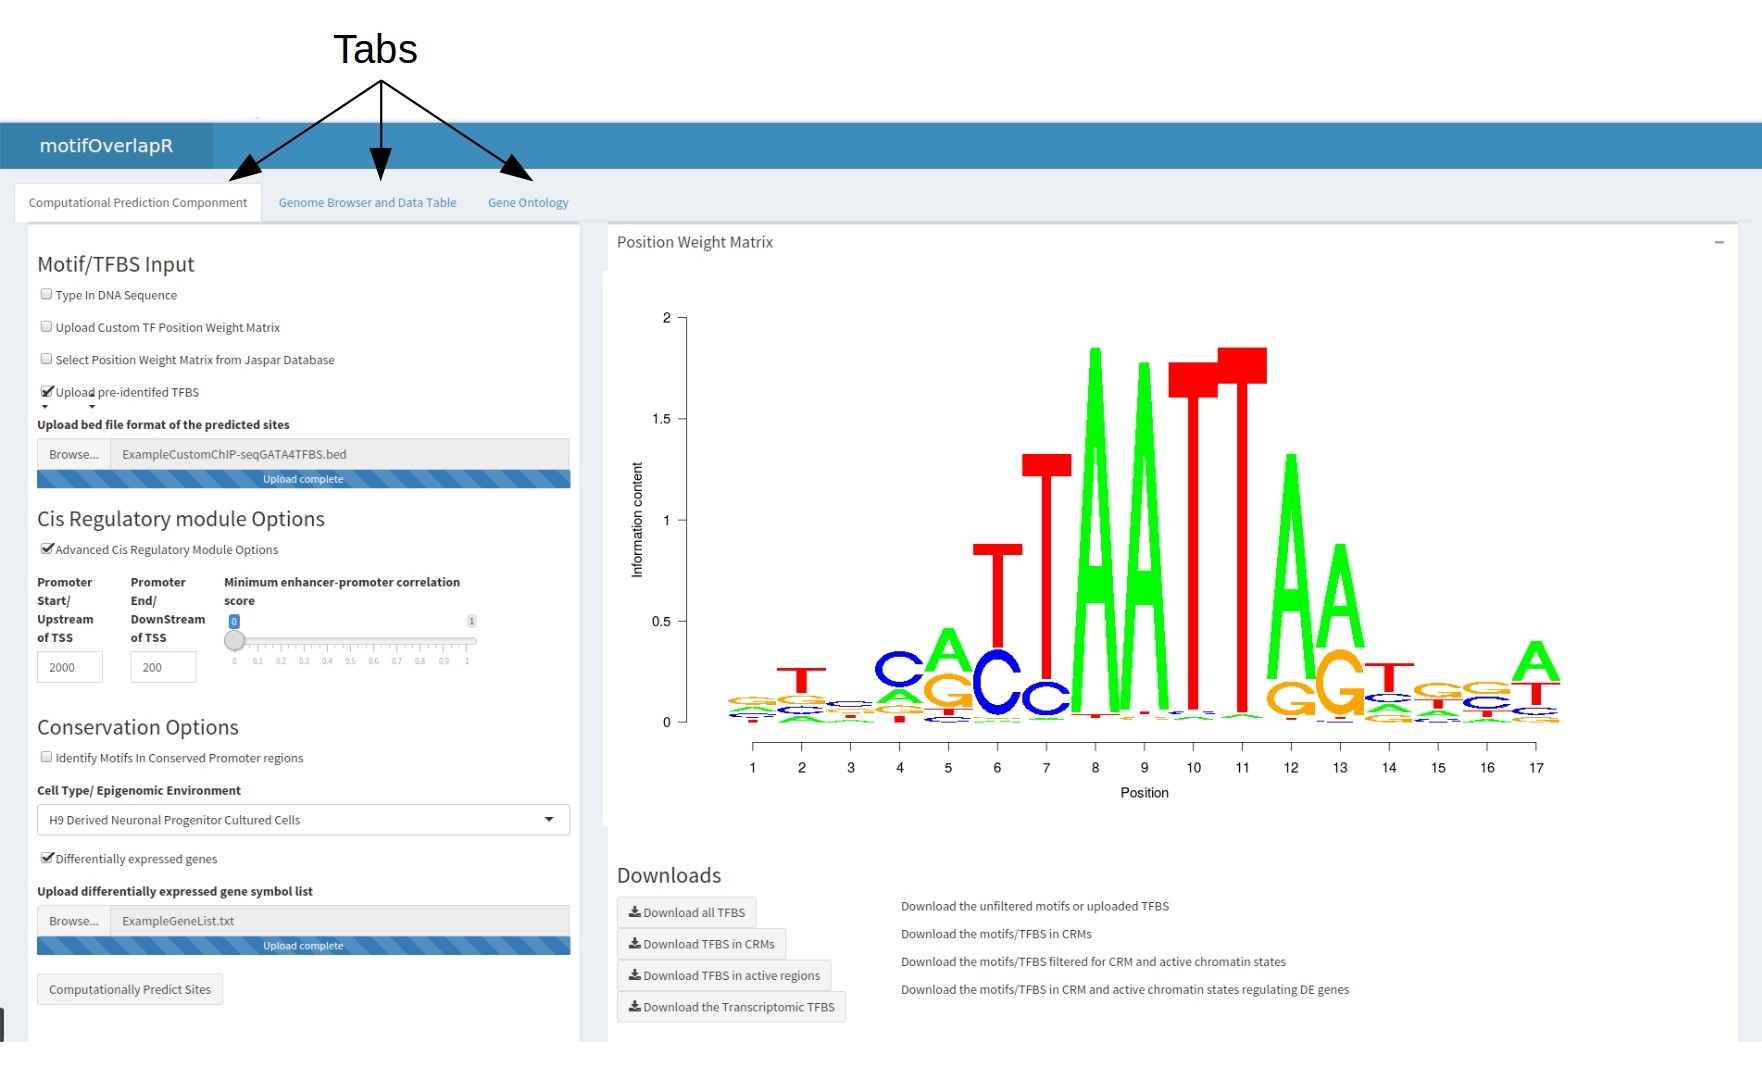 Tabs
motifOverlapR
Computational Prediction Componment
Genome Browser and Data Table
Gene Ontology
Motif/TFBS Input
Type In DNA Sequence
Upload Custom TF Position Weight Matrix
Select Position Weight Matrix from Jaspar Database
Upload pre-identifed TFBS
Upload bed file format of the predicted sites
Browse... ExampleCustomChIP-seqGATA4TFBS.bed
Upload complete
Cis Regulatory module Options
Advanced Cis Regulatory Module Options
Promoter
Start/
Upstream
of TSS
2000
Promoter
End/
DownStream
of TSS
200
Minimum enhancer-promoter correlation
score
0 1
0 0.1 0.2 0.3 0.4 0.5 0.6 0.7 0.8 0.9 1
Conservation Options
Identify Motifs In Conserved Promoter regions
Cell Type/ Epigenomic Environment
H9 Derived Neuronal Progenitor Cultured Cells
Differentially expressed genes
Upload differentially expressed gene symbol list
Browse... ExampleGeneList.txt
Upload complete
Computationally Predict Sites
Position Weight Matrix
Information content
2
1.5
1
0.5
0
T C A A G T C T C A A T T A G A G T G G C A T
1 2 3 4 5 6 7 8 9 10 11 12 13 14 15 16 17
Position
Downloads
Download all TFBS Download the unfiltered motifs or uploaded TFBS
Download TFBS in CRMs Download the motifs/TFBS in CRMs
Download TFBS in active regions Download the motifs/TFBS filtered for CRM and active chromatin states
Download the Transcriptomic TFBS Download the motifs/TFBS in CRM and active chromatin states regulating DE genes